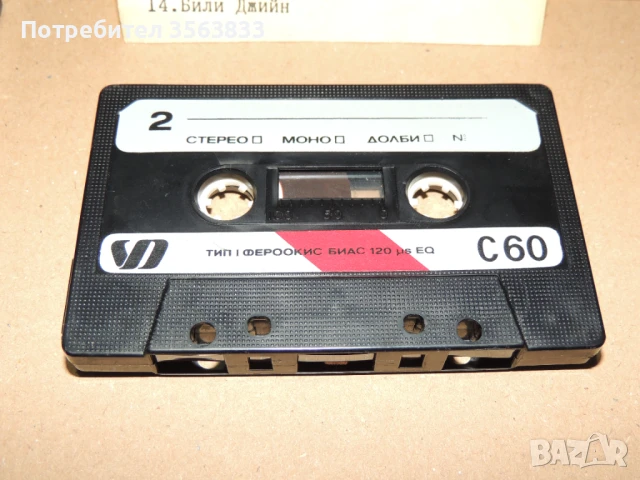 14.Били Джийн
Потребител 3563833
2
СТЕРЕО МОНО ДОЛБИ N
ТИП I ФЕРООКИС БИАС 120 µs EQ
C60
BAZAR